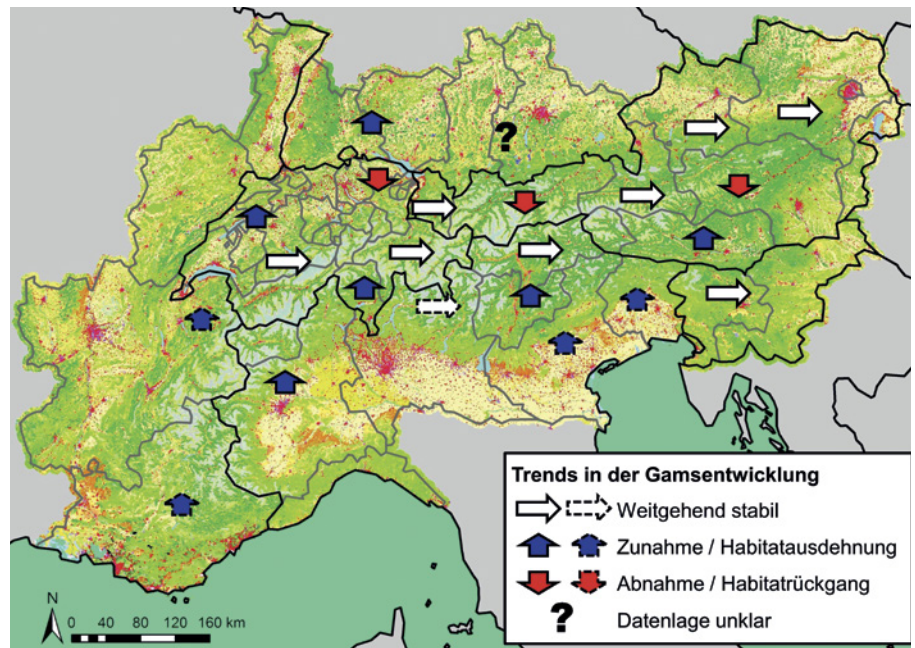 ?
Trends in der Gamsentwicklung
Weitgehend stabil
Zunahme / Habitatausdehnung
Abnahme / Habitatrückgang
? Datenlage unklar
N
0 40 80 120 160 km